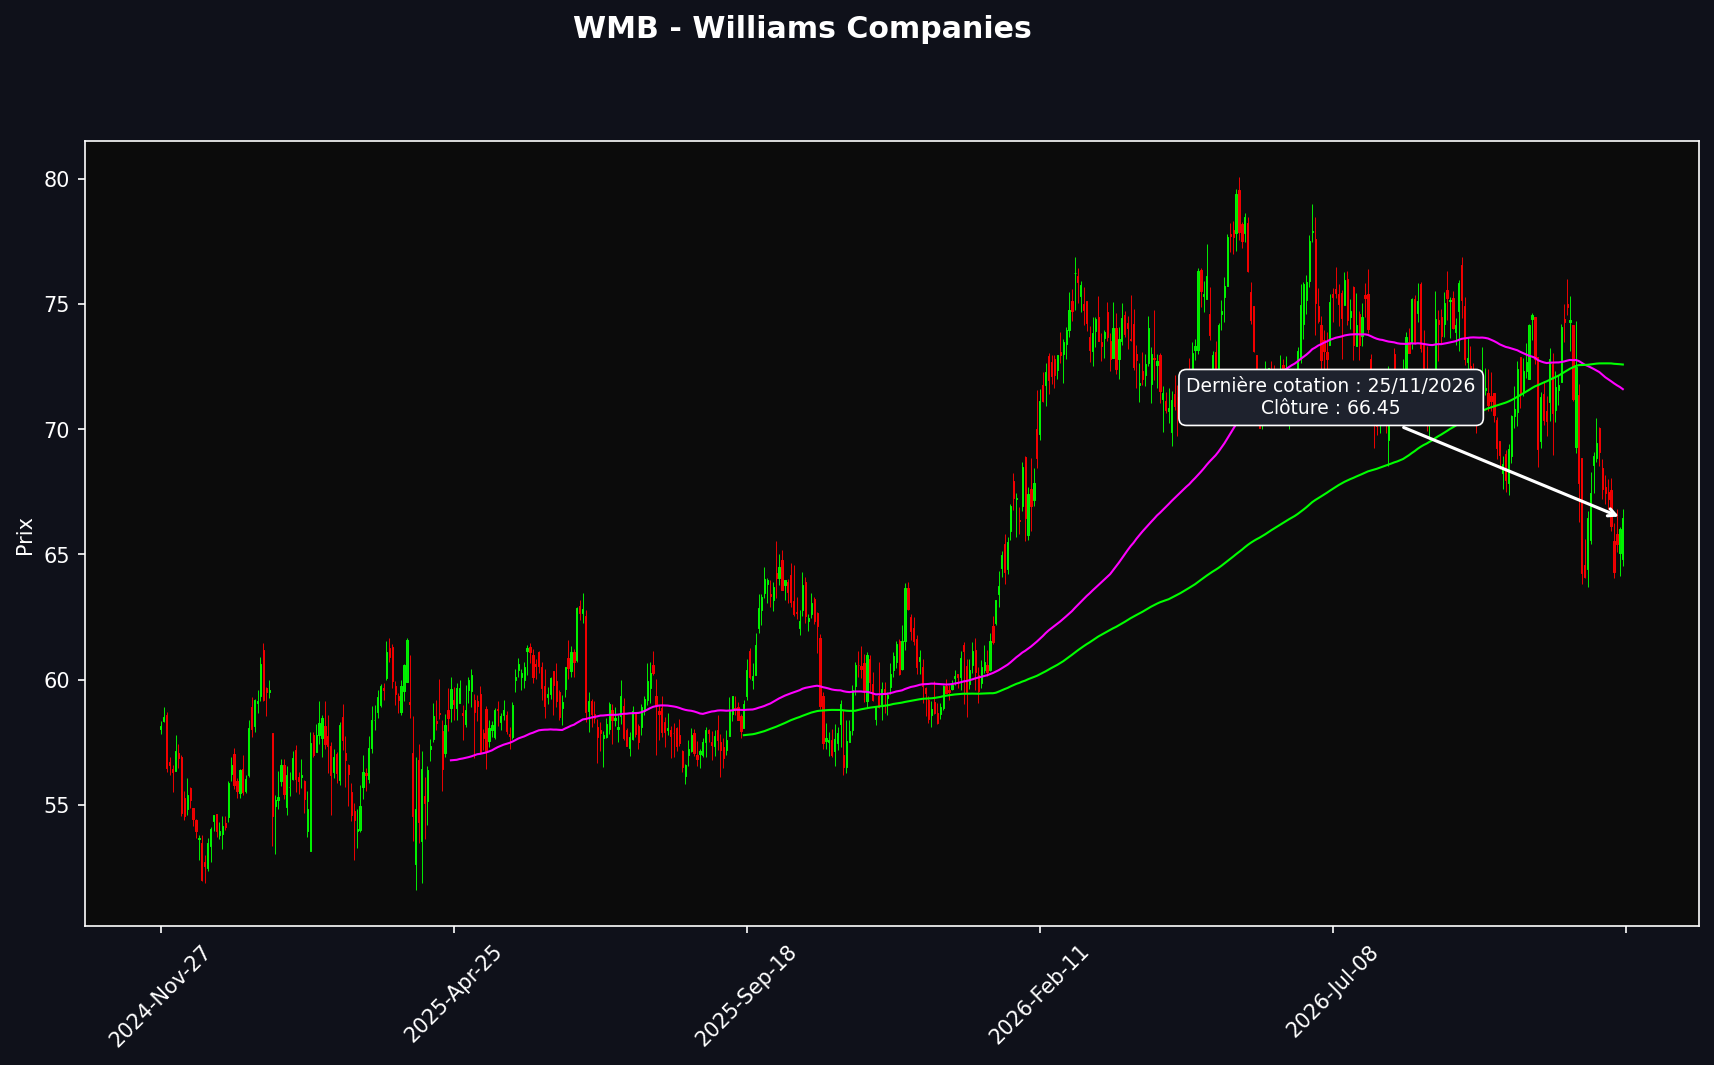 WMB - Williams Companies
80
75
70
65
60
55
Prix
Dernière cotation : 25/11/2026
Clôture : 66.45
2024-Nov-27
2025-Apr-25
2025-Sep-18
2026-Feb-11
2026-Jul-08